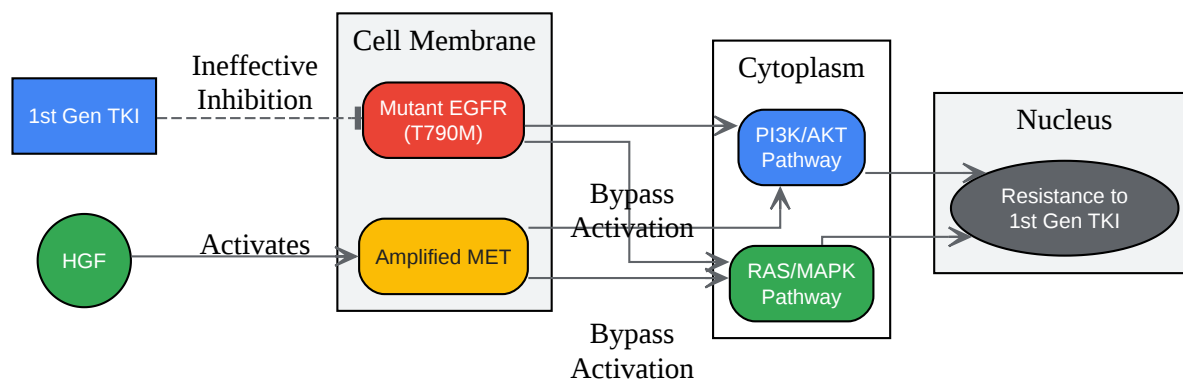 Cell Membrane
Cytoplasm
Nucleus
Ineffective
Inhibition
1st Gen TKI
Mutant EGFR
(T790M)
PI3K/AKT
Pathway
Bypass
Activation
Resistance to
1st Gen TKI
HGF
Activates
Amplified MET
RAS/MAPK
Pathway
Bypass
Activation